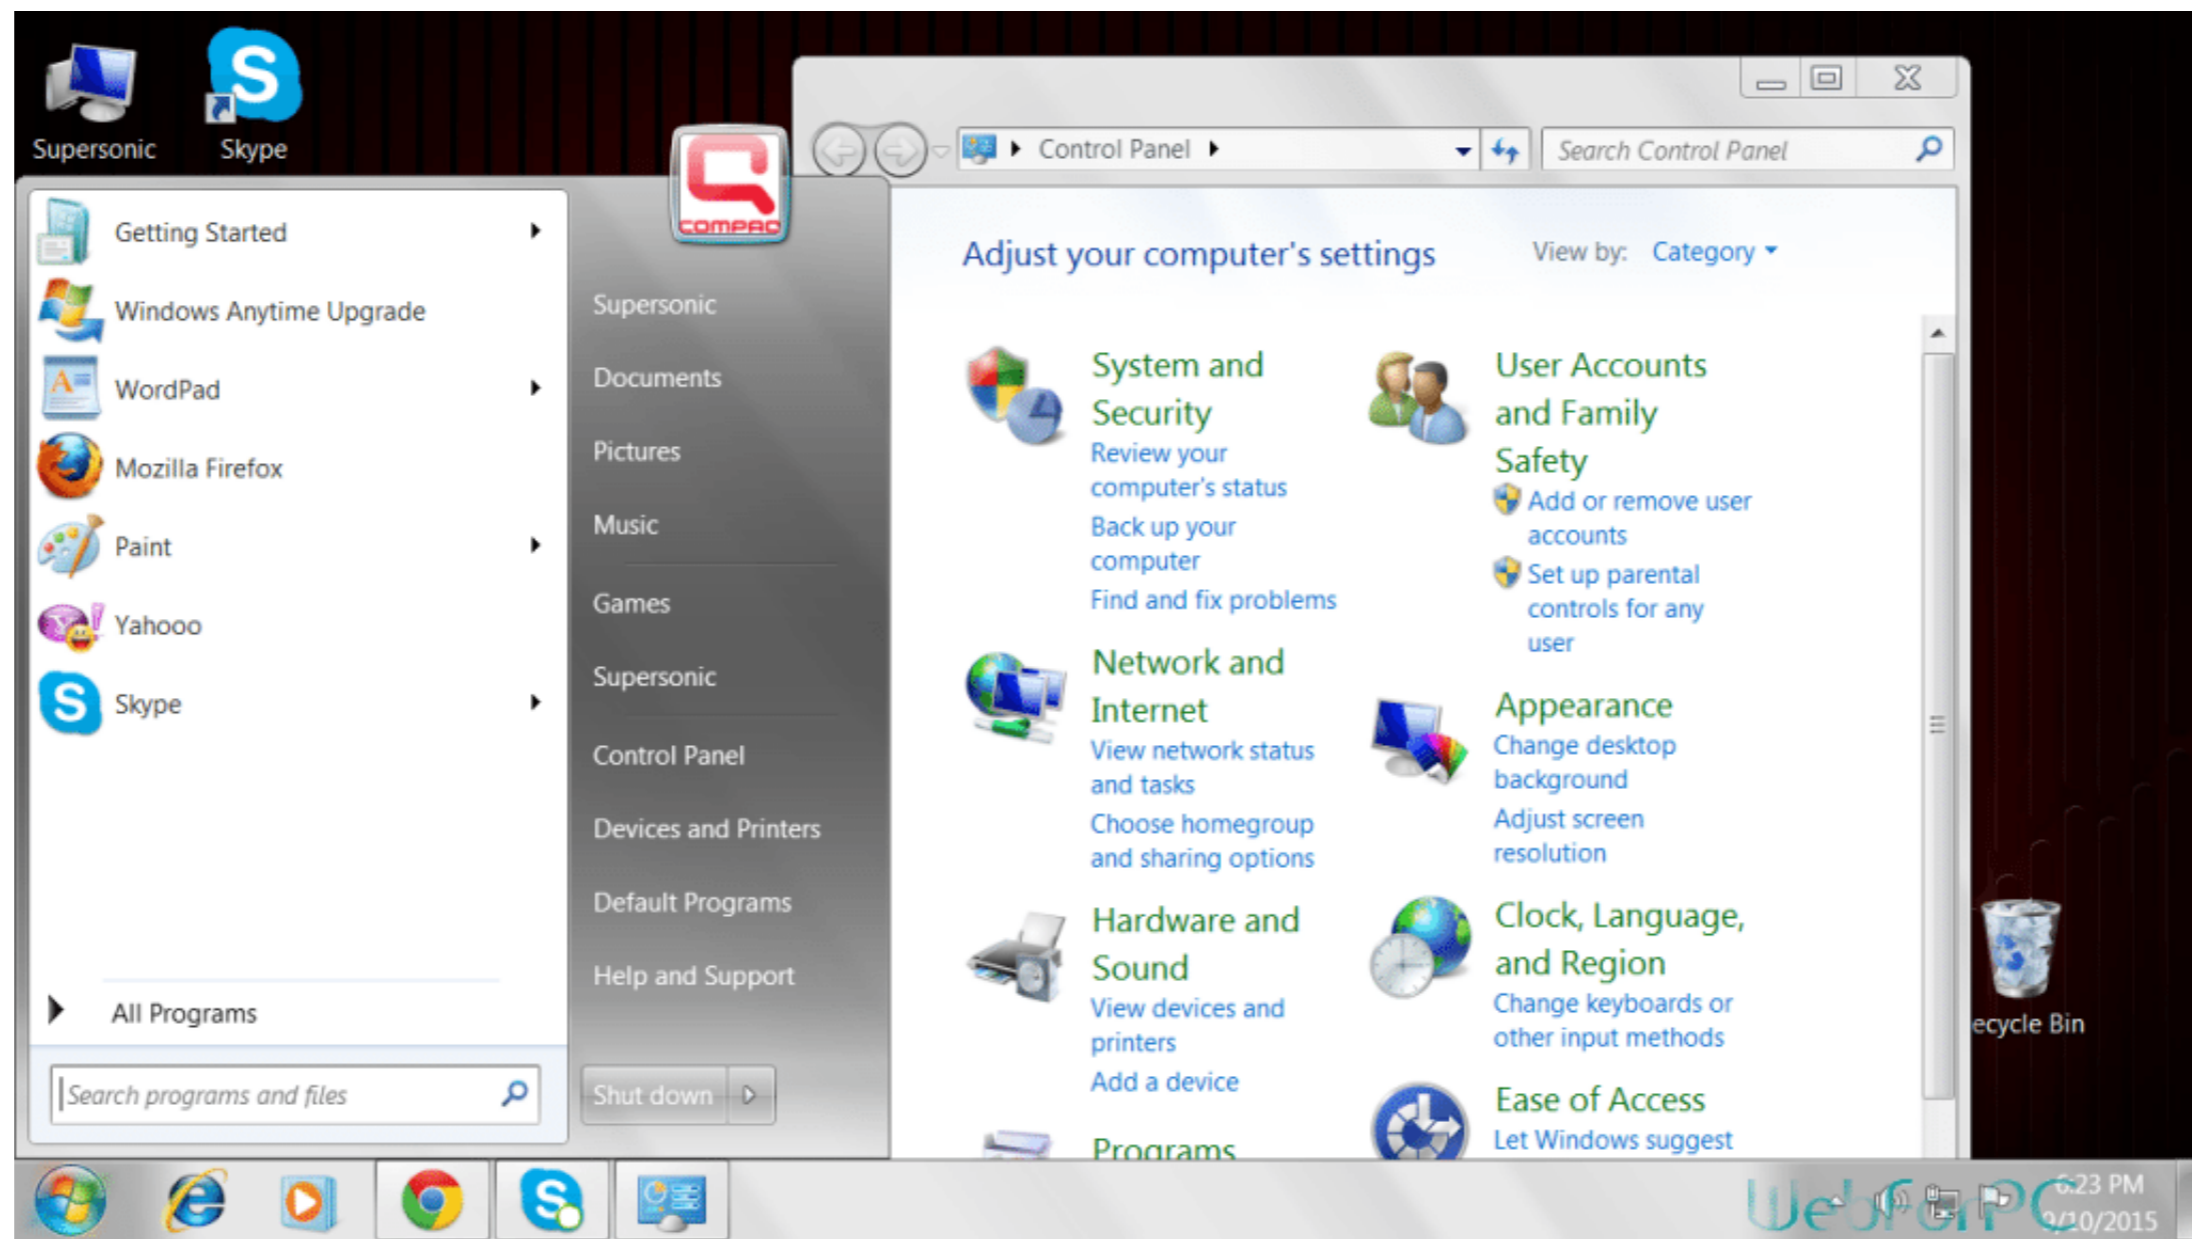 Supersonic
Skype
COMPAQ
Control Panel
Search Control Panel
Getting Started
Windows Anytime Upgrade
WordPad
Mozilla Firefox
Paint
Yahooo
Skype
All Programs
Search programs and files
Supersonic
Documents
Pictures
Music
Games
Supersonic
Control Panel
Devices and Printers
Default Programs
Help and Support
Shut down
Adjust your computer's settings
View by: Category
System and
Security
Review your
computer's status
Back up your
computer
Find and fix problems
Network and
Internet
View network status
and tasks
Choose homegroup
and sharing options
Hardware and
Sound
View devices and
printers
Add a device
Programs
User Accounts
and Family
Safety
Add or remove user
accounts
Set up parental
controls for any
user
Appearance
Change desktop
background
Adjust screen
resolution
Clock, Language,
and Region
Change keyboards or
other input methods
Ease of Access
Let Windows suggest
ecycle Bin
WebForPC
6:23 PM
9/10/2015